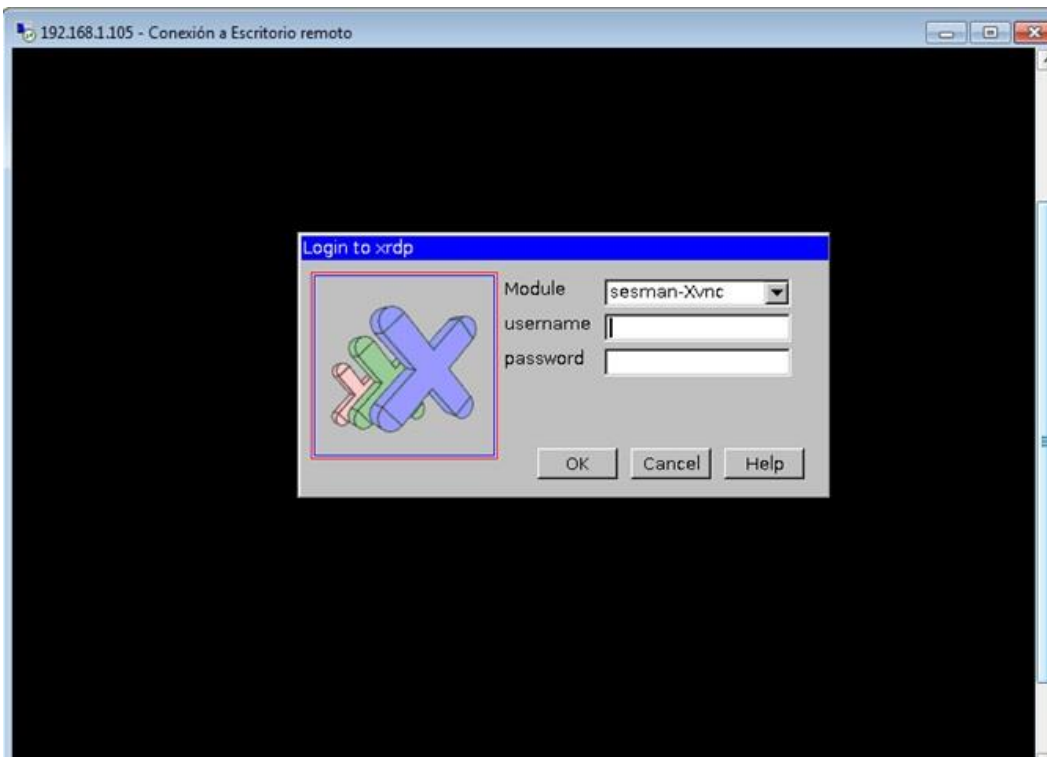 192.168.1.105 - Conexión a Escritorio remoto
Login to xrdp
Module sesman-Xvnc
username
password
OK Cancel Help